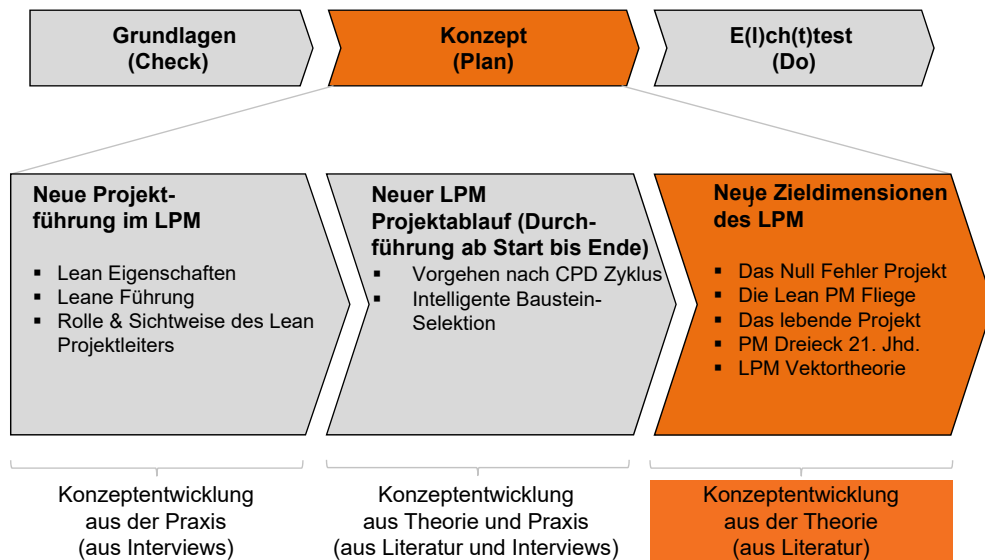 Grundlagen
(Check)
Konzept
(Plan)
E(l)ch(t)test
(Do)
Neue Projekt-
führung im LPM
▪ Lean Eigenschaften
▪ Leane Führung
▪ Rolle & Sichtweise des Lean
Projektleiters
Neuer LPM
Projektablauf (Durch-
führung ab Start bis Ende)
▪ Vorgehen nach CPD Zyklus
▪ Intelligente Baustein-
Selektion
Neue Zieldimensionen
des LPM
▪ Das Null Fehler Projekt
▪ Die Lean PM Fliege
▪ Das lebende Projekt
▪ PM Dreieck 21. Jhd.
▪ LPM Vektortheorie
Konzeptentwicklung
aus der Praxis
(aus Interviews)
Konzeptentwicklung
aus Theorie und Praxis
(aus Literatur und Interviews)
Konzeptentwicklung
aus der Theorie
(aus Literatur)